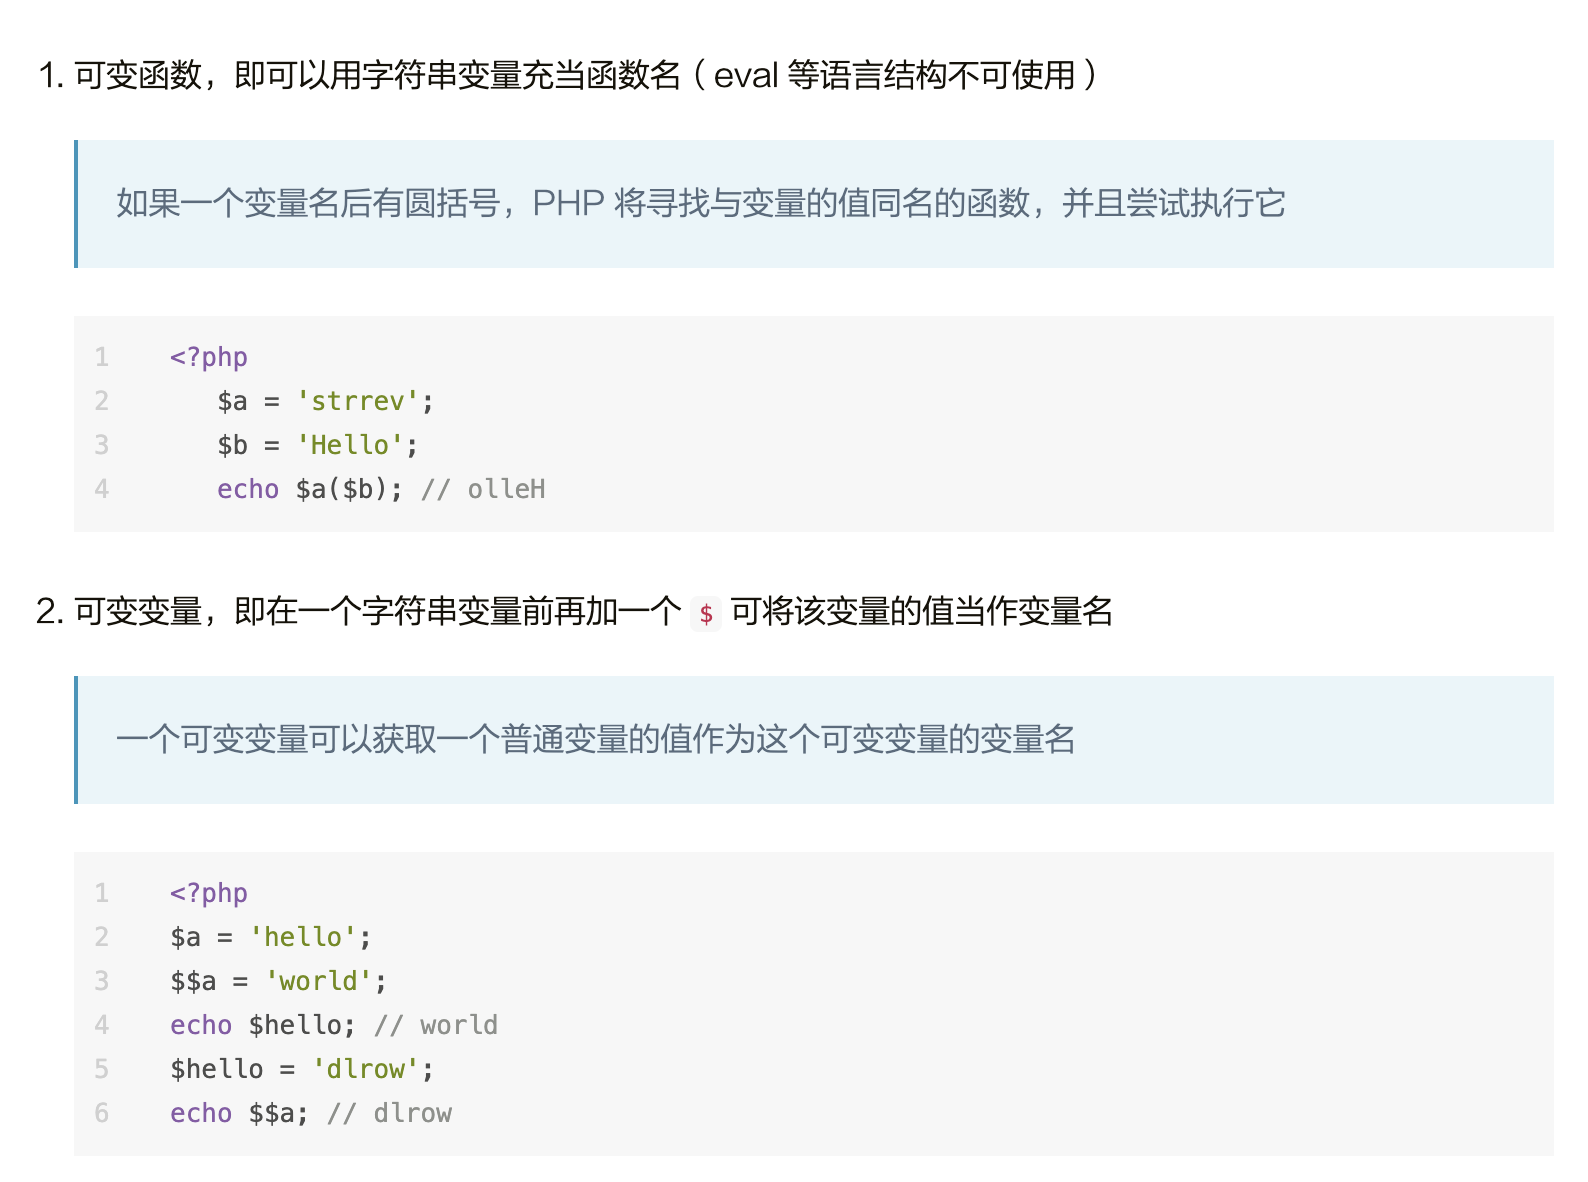 1. 可变函数，即可以用字符串变量充当函数名（eval 等语言结构不可使用）
如果一个变量名后有圆括号，PHP 将寻找与变量的值同名的函数，并且尝试执行它
1 <?php
2    $a = 'strrev';
3    $b = 'Hello';
4    echo $a($b); // olleH
2. 可变变量，即在一个字符串变量前再加一个 $ 可将该变量的值当作变量名
一个可变变量可以获取一个普通变量的值作为这个可变变量的变量名
1 <?php
2 $a = 'hello';
3 $$a = 'world';
4 echo $hello; // world
5 $hello = 'dlrow';
6 echo $$a; // dlrow